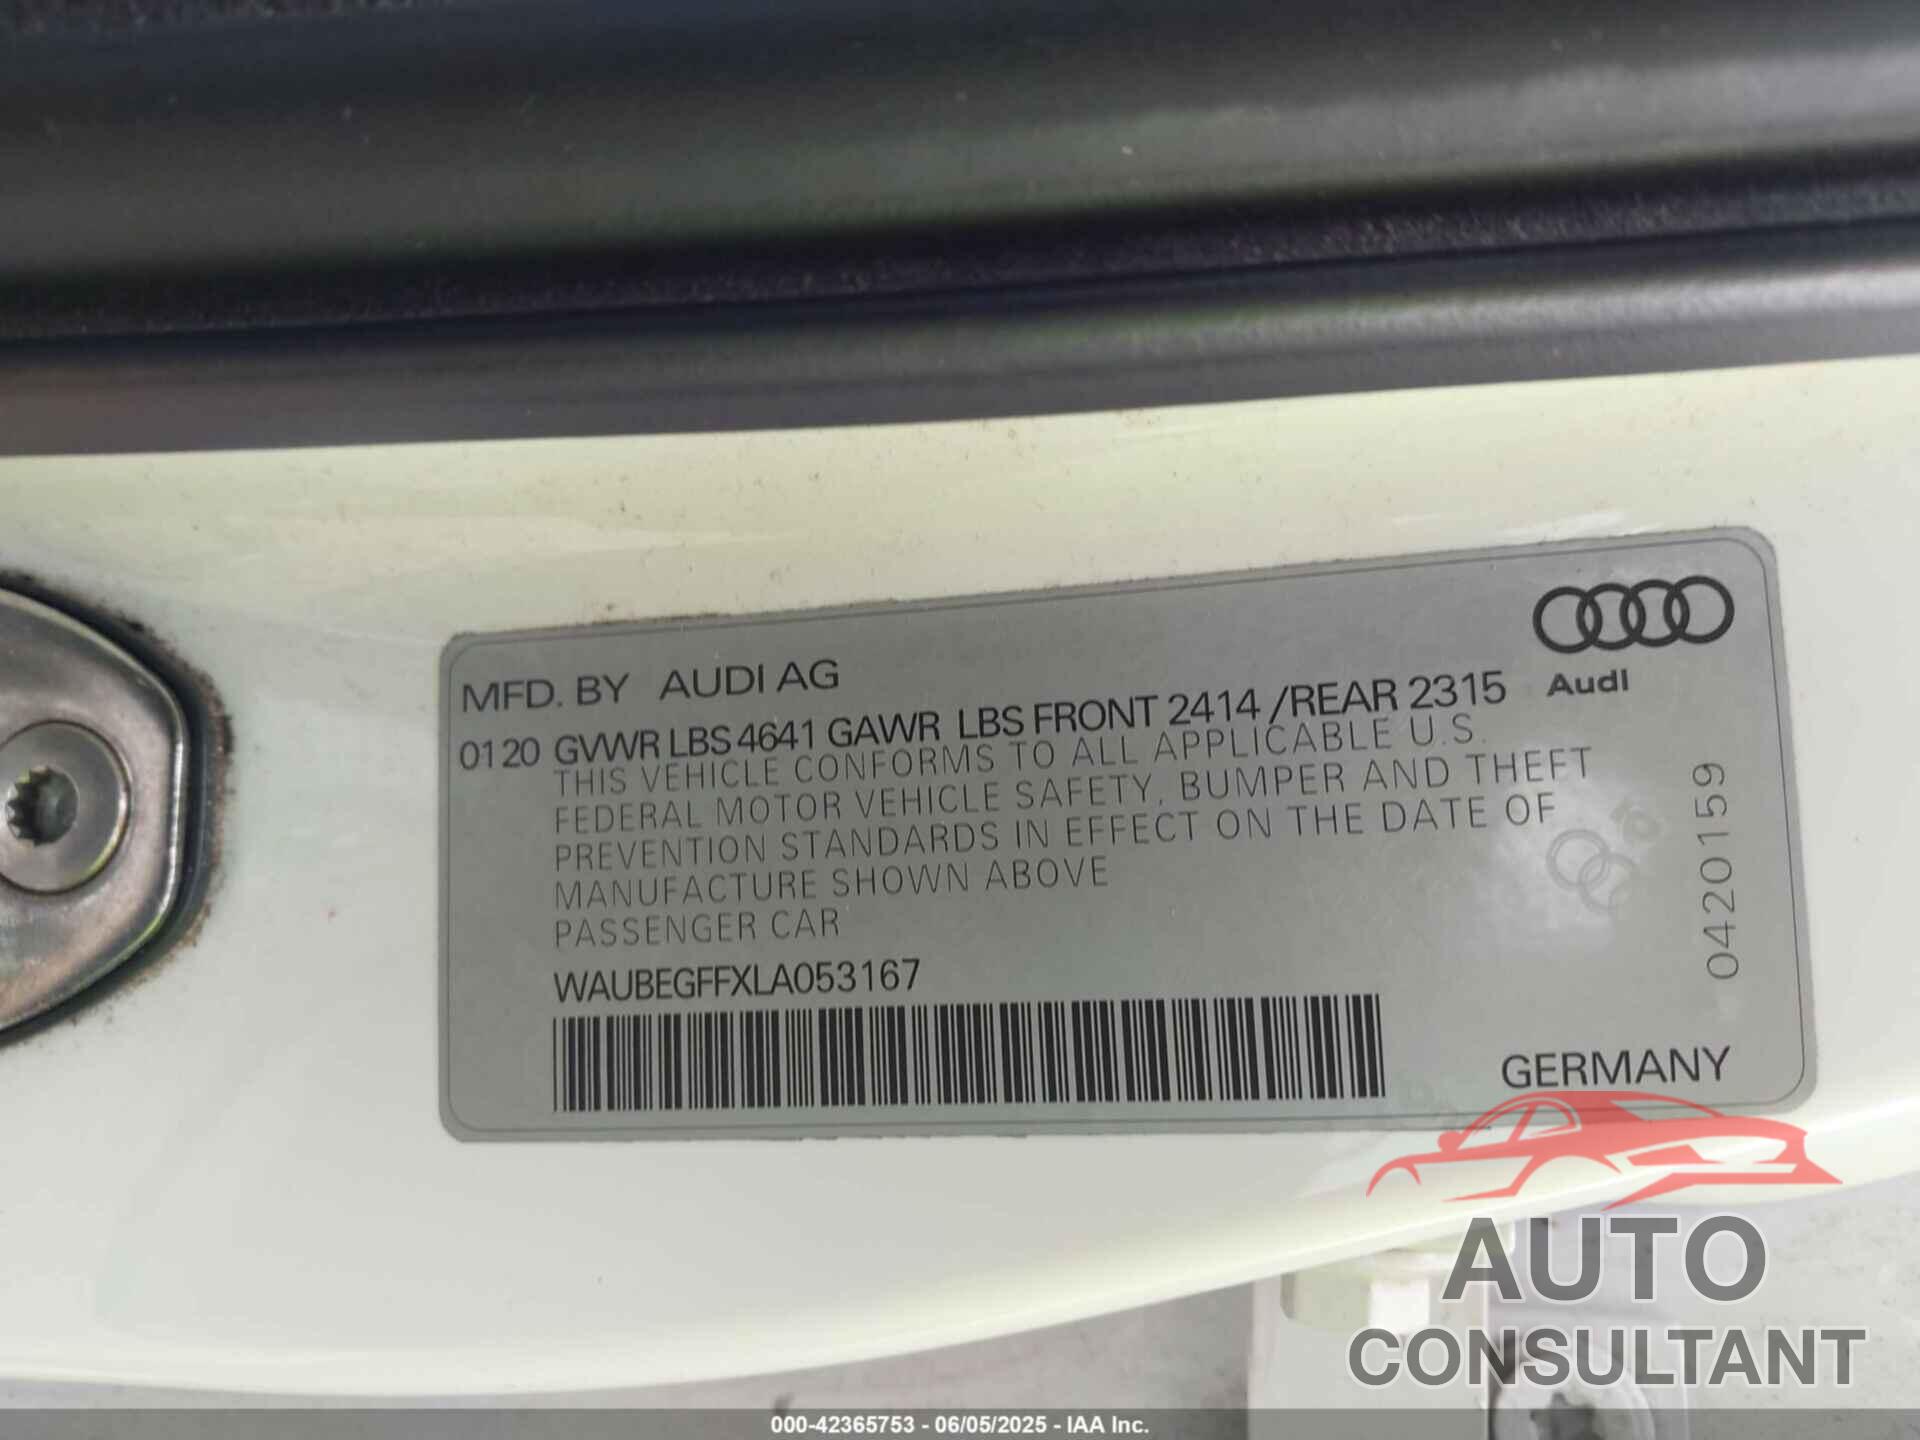 MFD. BY AUDI AG
0120 GVWR LBS 4641 GAWR LBS FRONT 2414 /REAR 2315
THIS VEHICLE CONFORMS TO ALL APPLICABLE U.S.
FEDERAL MOTOR VEHICLE SAFETY, BUMPER AND THEFT
PREVENTION STANDARDS IN EFFECT ON THE DATE OF
MANUFACTURE SHOWN ABOVE
PASSENGER CAR
WAUBEGFFXLA053167
Audi
0420159
GERMANY
AUTO
CONSULTANT
000-42365753 - 06/05/2025 - IAA Inc.